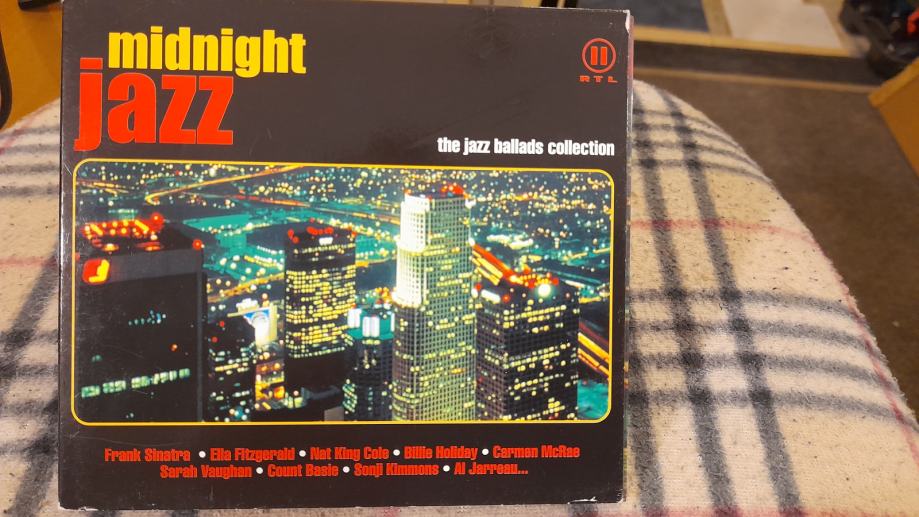 midnight
jazz
II
RTL
the jazz ballads collection
Frank Sinatra • Ella Fitzgerald • Nat King Cole • Billie Holiday • Carmen McRae
Sarah Vaughan • Count Basie • Sonji Kimmons • Al Jarreau...